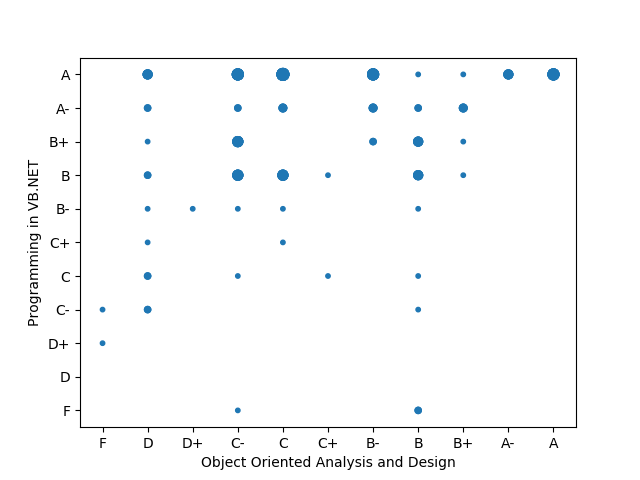 Programming in VB.NET
A
A-
B+
B
B-
C+
C
C-
D+
D
F
F D D+ C- C C+ B- B B+ A- A
Object Oriented Analysis and Design